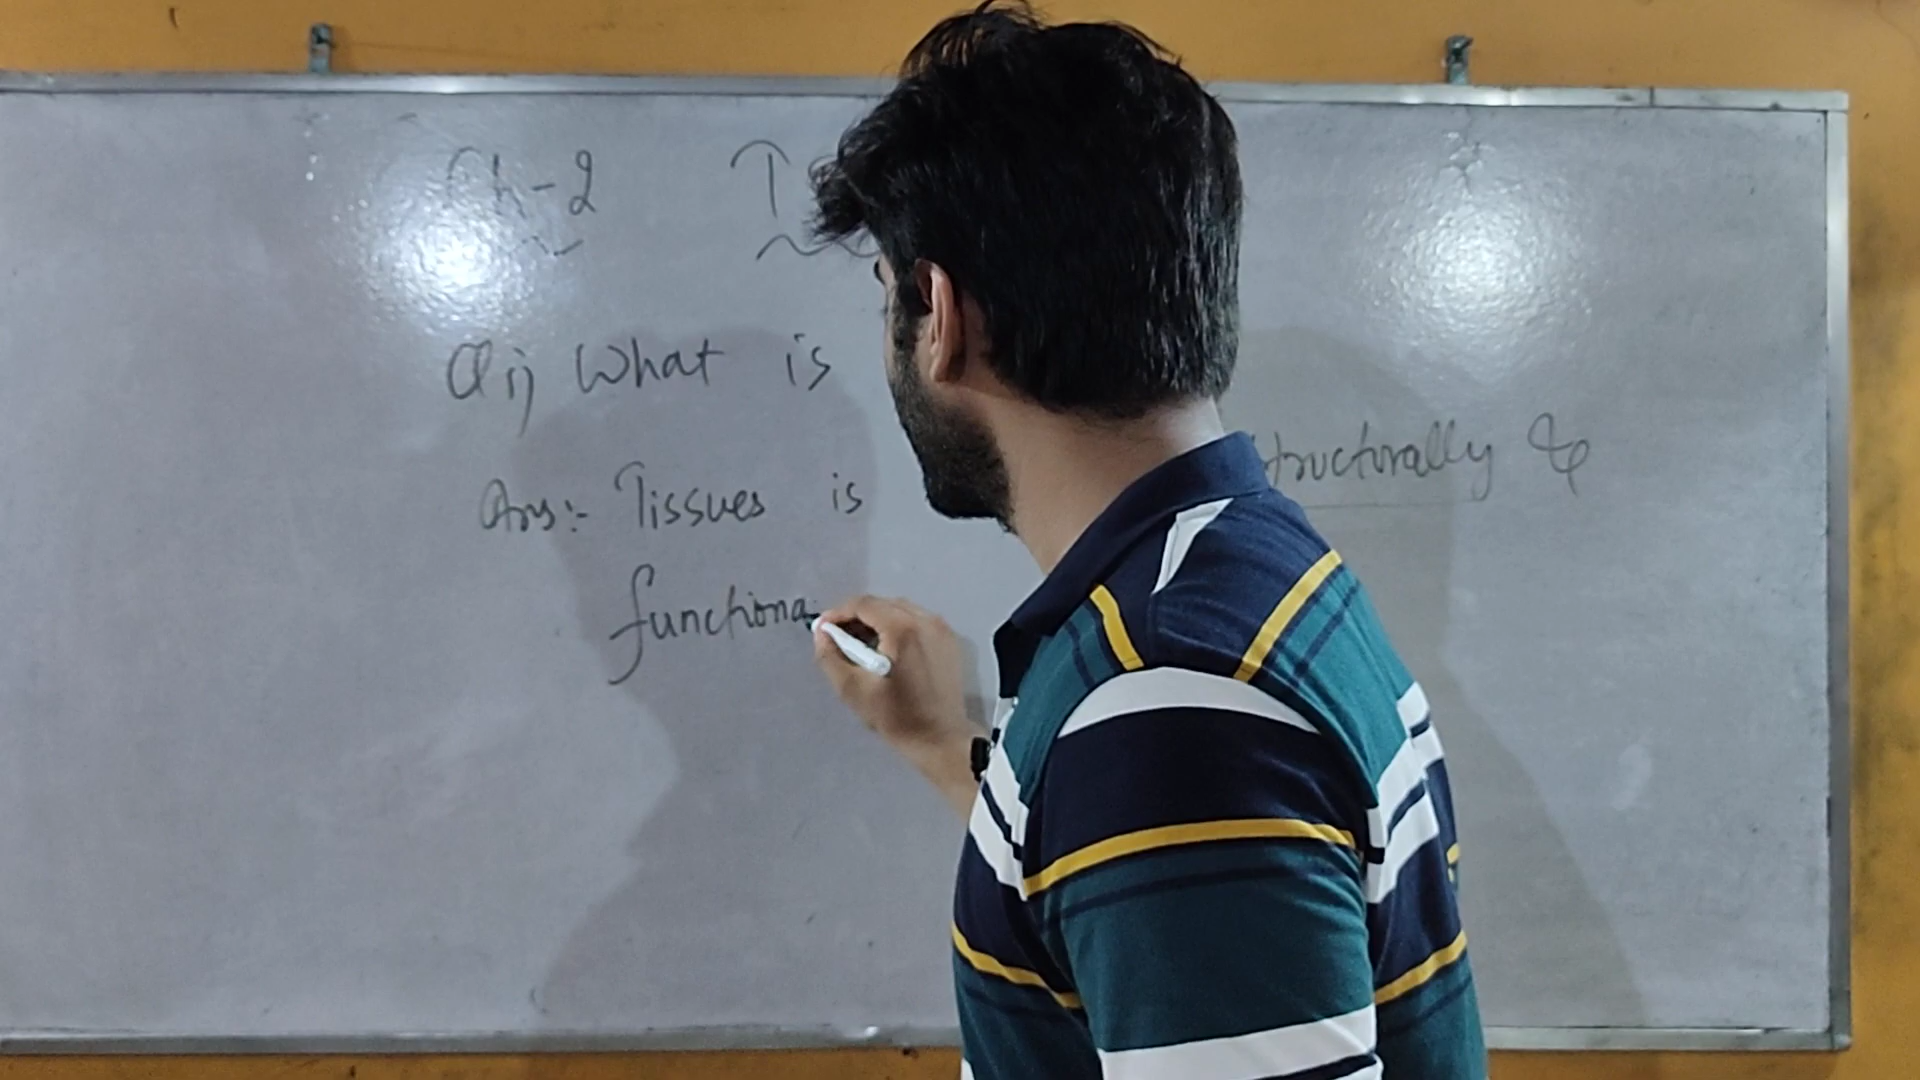 Ch-2 T
Q1) What is
Ans:- Tissues is structurally &
functiona